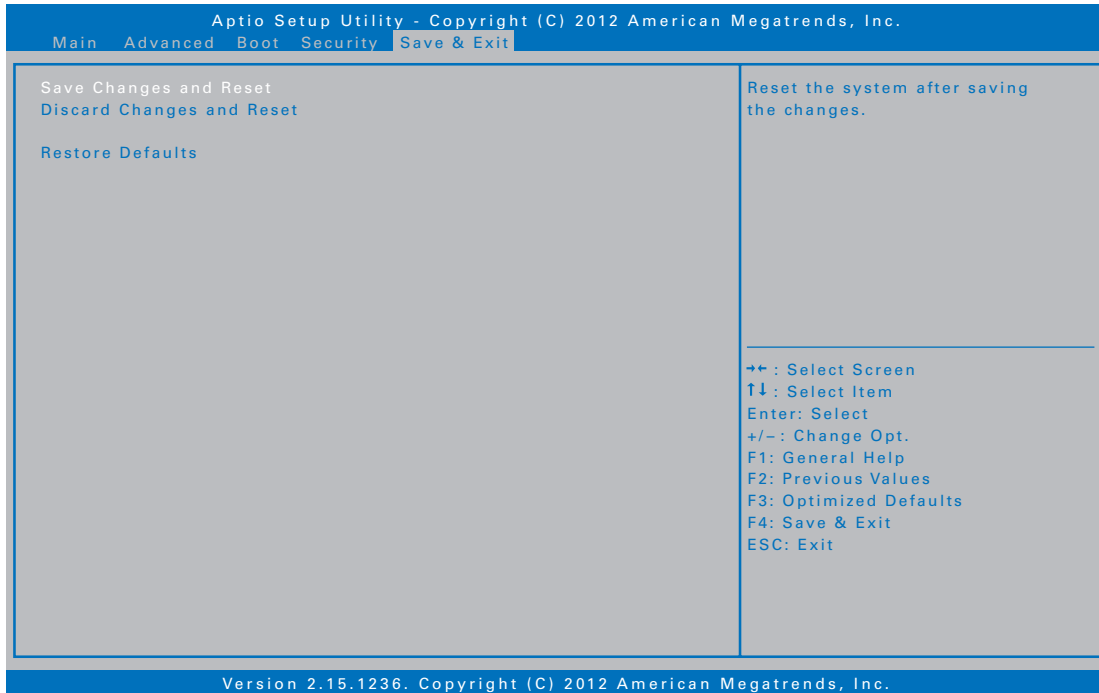 Aptio Setup Utility - Copyright (C) 2012 American Megatrends, Inc.
Main Advanced Boot Security Save & Exit
Save Changes and Reset
Discard Changes and Reset
Restore Defaults
Reset the system after saving
the changes.
→← : Select Screen
↑↓ : Select Item
Enter: Select
+/– : Change Opt.
F1: General Help
F2: Previous Values
F3: Optimized Defaults
F4: Save & Exit
ESC: Exit
Version 2.15.1236. Copyright (C) 2012 American Megatrends, Inc.